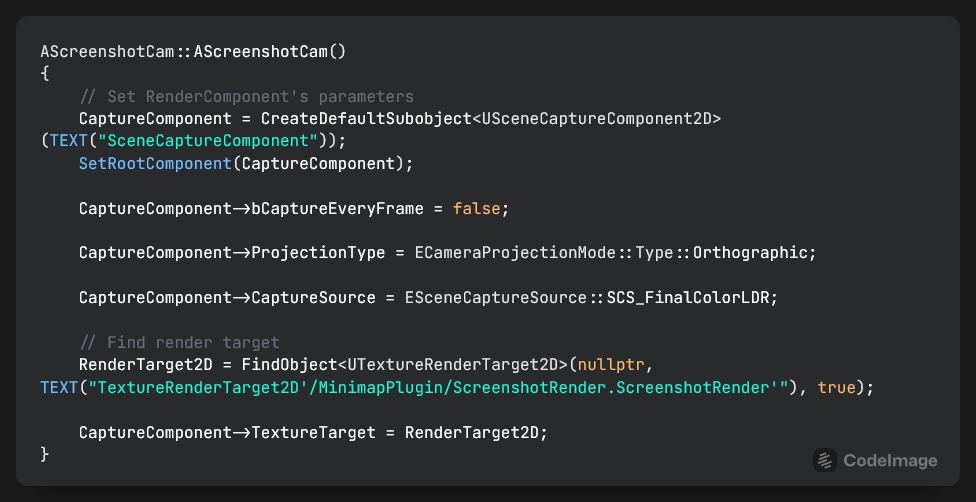 AScreenshotCam::AScreenshotCam()
{
    // Set RenderComponent's parameters
    CaptureComponent = CreateDefaultSubobject<USceneCaptureComponent2D>
(TEXT("SceneCaptureComponent"));
    SetRootComponent(CaptureComponent);
    CaptureComponent->bCaptureEveryFrame = false;
    CaptureComponent->ProjectionType = ECameraProjectionMode::Type::Orthographic;
    CaptureComponent->CaptureSource = ESceneCaptureSource::SCS_FinalColorLDR;
    // Find render target
    RenderTarget2D = FindObject<UTextureRenderTarget2D>(nullptr,
TEXT("TextureRenderTarget2D'/MinimapPlugin/ScreenshotRender.ScreenshotRender'"), true);
    CaptureComponent->TextureTarget = RenderTarget2D;
}
CodeImage